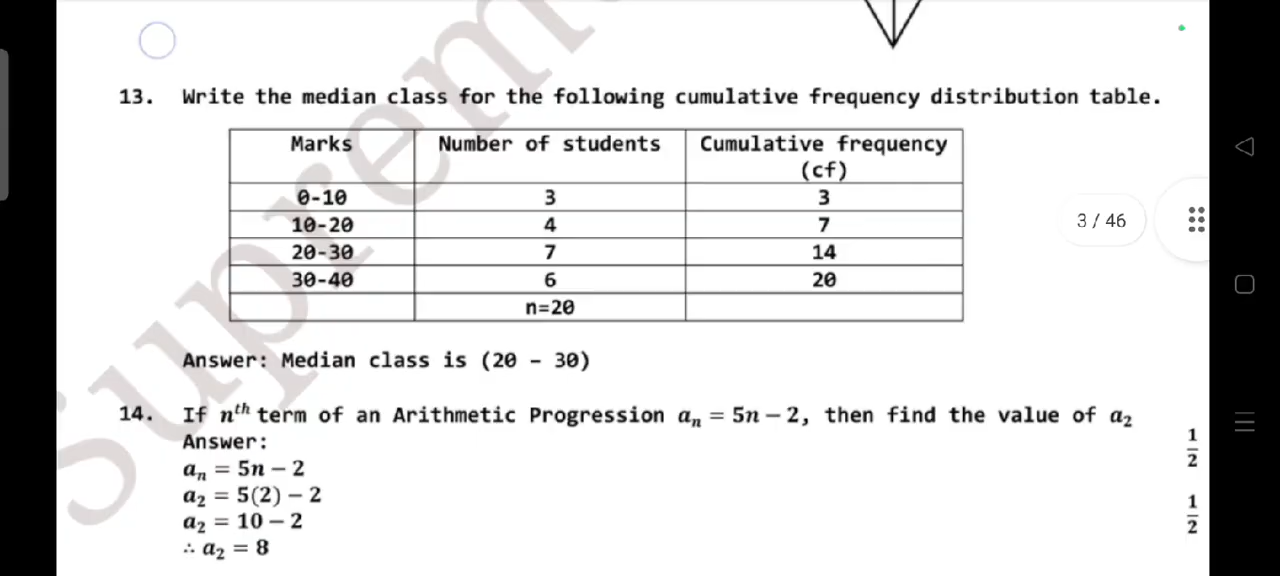 13. Write the median class for the following cumulative frequency distribution table.
Marks Number of students Cumulative frequency (cf)
0-10 3 3
10-20 4 7
3 / 46
20-30 7 14
30-40 6 20
n=20
Answer: Median class is (20 - 30)
14. If nᵗʰ term of an Arithmetic Progression aₙ = 5n − 2, then find the value of a₂
Answer:
aₙ = 5n − 2 1/2
a₂ = 5(2) − 2
a₂ = 10 − 2 1/2
∴ a₂ = 8
Suprem